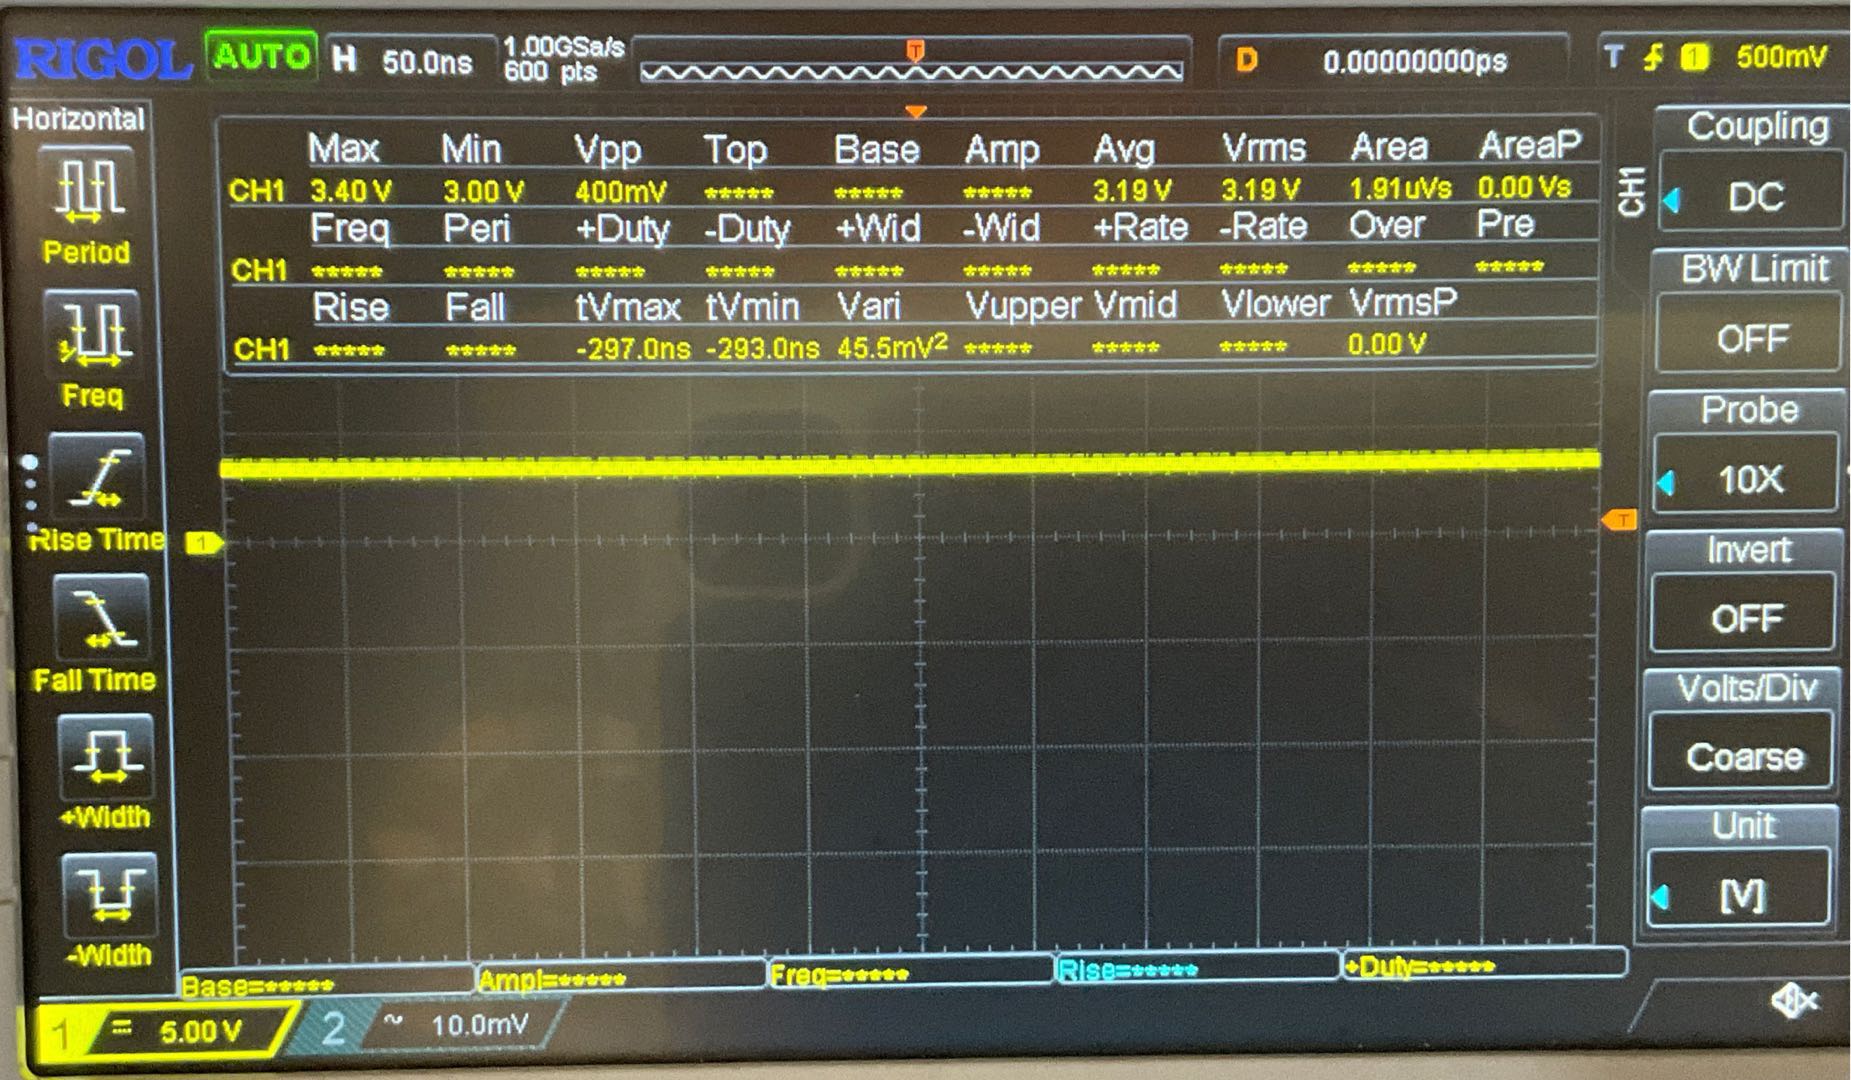 RIGOL AUTO H 50.0ns 1.00GSa/s 600 pts T D 0.00000000ps T 1 500mV
Horizontal
Period
Freq
Rise Time
Fall Time
+Width
-Width
Max Min Vpp Top Base Amp Avg Vrms Area AreaP
CH1 3.40 V 3.00 V 400mV ***** ***** ***** 3.19 V 3.19 V 1.91uVs 0.00 Vs
Freq Peri +Duty -Duty +Wid -Wid +Rate -Rate Over Pre
CH1 ***** ***** ***** ***** ***** ***** ***** ***** ***** *****
Rise Fall tVmax tVmin Vari Vupper Vmid Vlower VrmsP
CH1 ***** ***** -297.0ns -293.0ns 45.5mV² ***** ***** ***** 0.00 V
1
T
CH1
Coupling
DC
BW Limit
OFF
Probe
10X
Invert
OFF
Volts/Div
Coarse
Unit
[V]
Base=***** Ampl=***** Freq=***** Rise=***** +Duty=*****
1 = 5.00 V 2 ~ 10.0mV